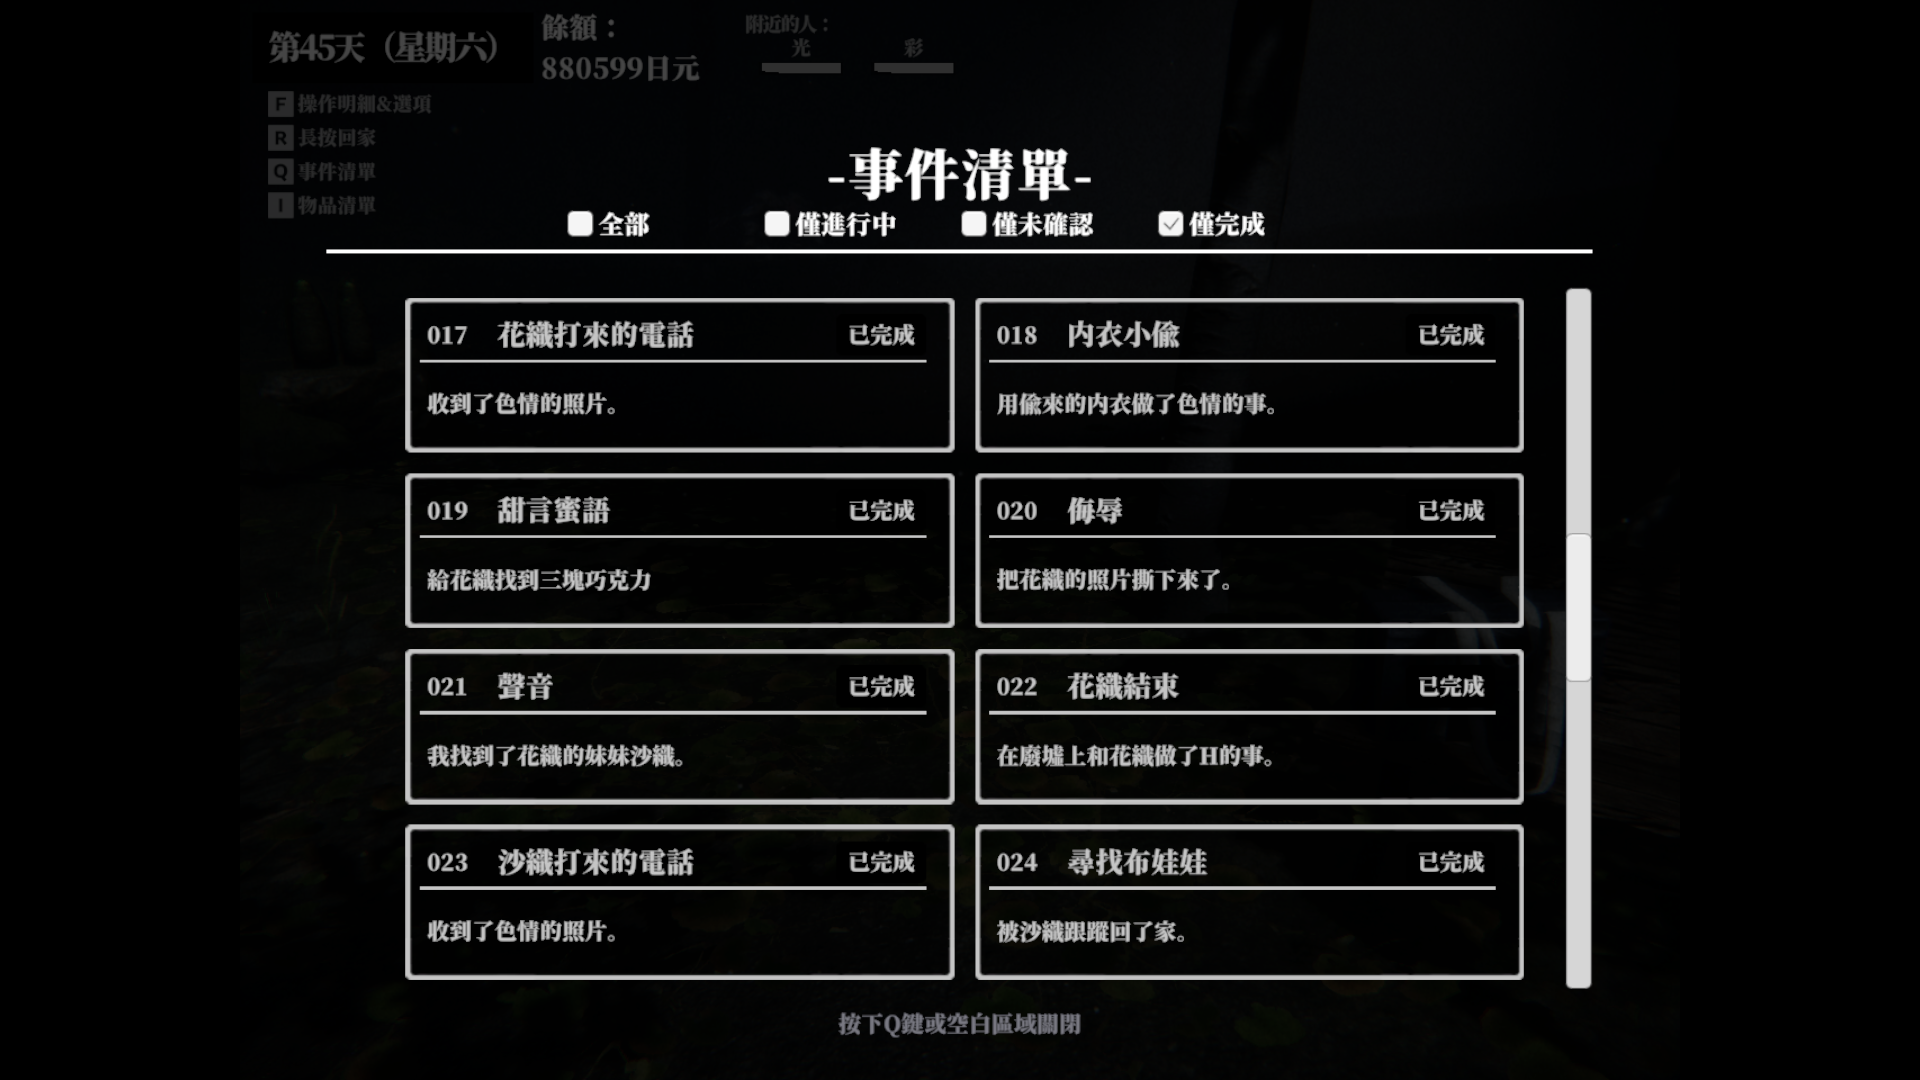 第45天（星期六）
餘額：
880599日元
附近的人：
光 彩
F 操作明細&選項
R 長按回家
Q 事件清單
I 物品清單
-事件清單-
全部 僅進行中 僅未確認 僅完成
017 花織打來的電話 已完成
收到了色情的照片。
018 內衣小偷 已完成
用偷來的內衣做了色情的事。
019 甜言蜜語 已完成
給花織找到三塊巧克力
020 侮辱 已完成
把花織的照片撕下來了。
021 聲音 已完成
我找到了花織的妹妹沙織。
022 花織結束 已完成
在廢墟上和花織做了H的事。
023 沙織打來的電話 已完成
收到了色情的照片。
024 尋找布娃娃 已完成
被沙織跟蹤回了家。
按下Q鍵或空白區域關閉